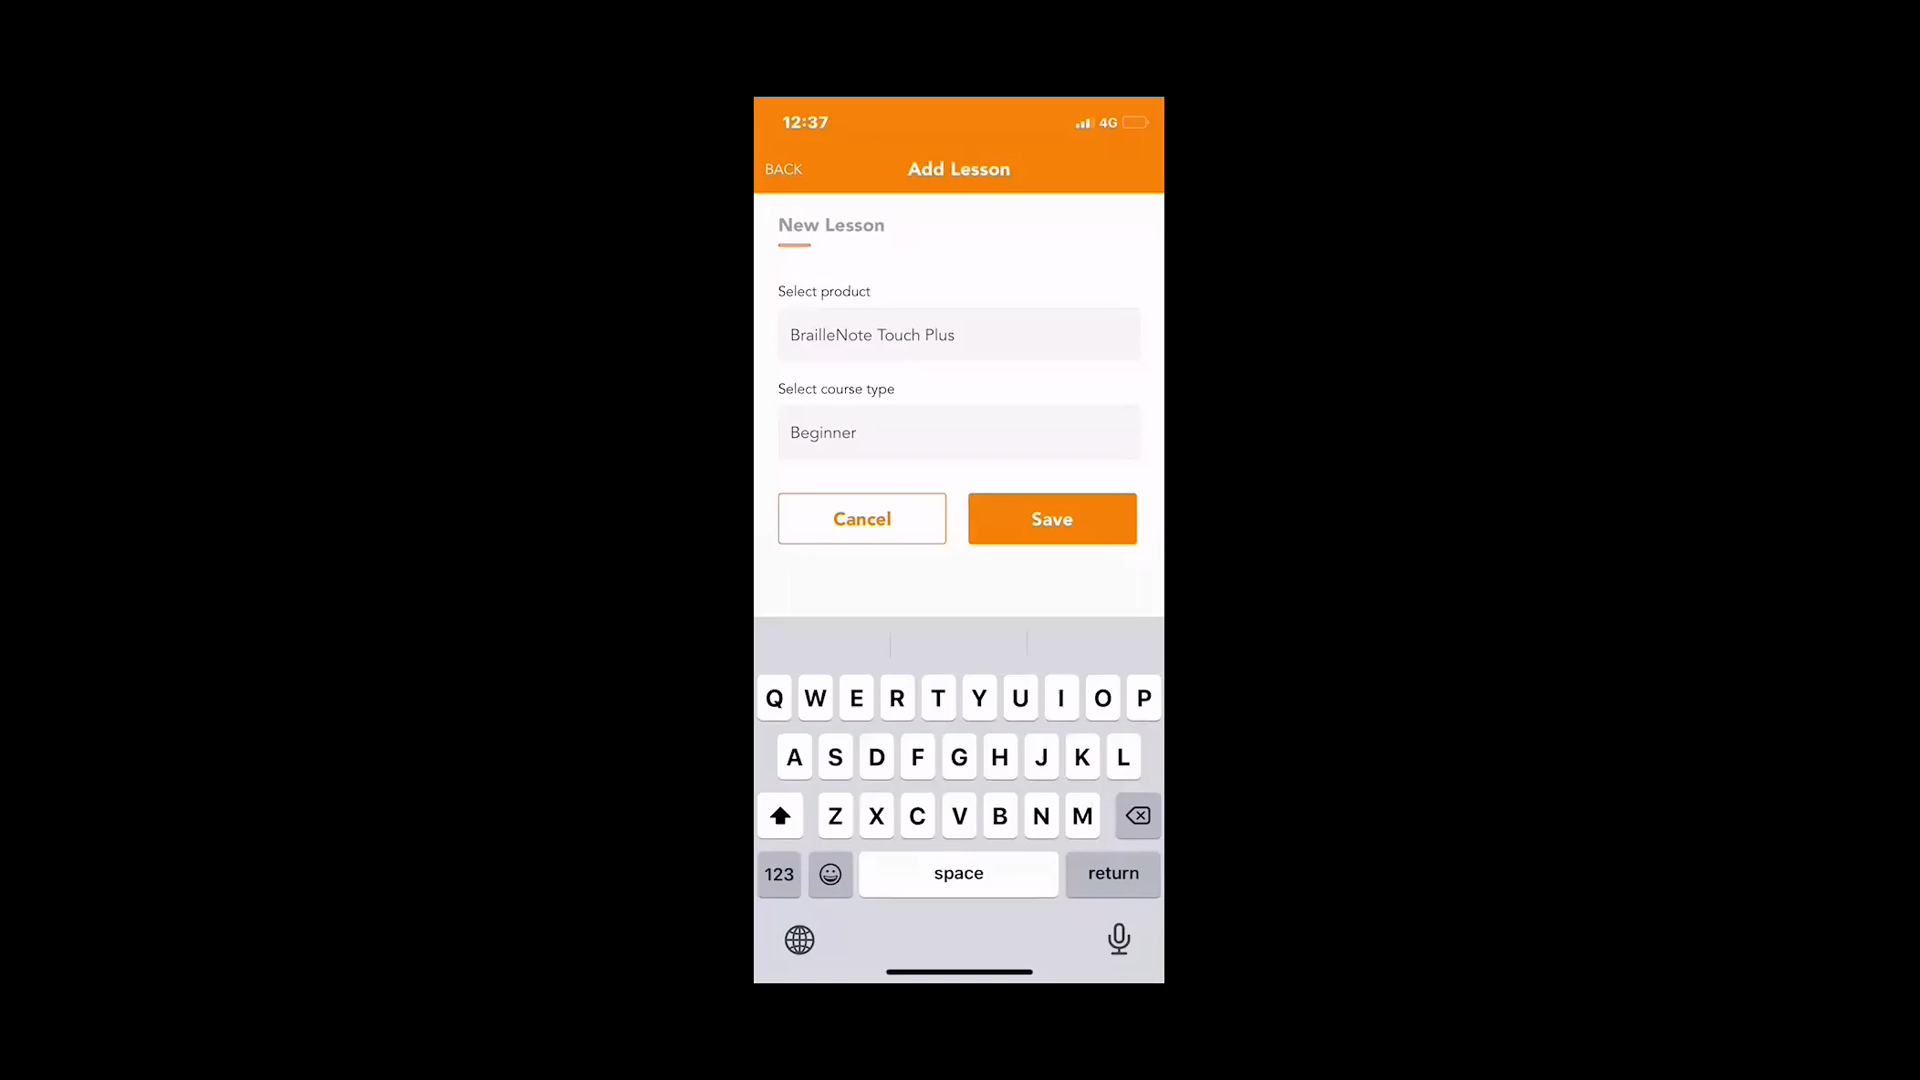 12:37 4G
BACK Add Lesson
New Lesson
Select product
BrailleNote Touch Plus
Select course type
Beginner
Cancel Save
Q W E R T Y U I O P
A S D F G H J K L
Z X C V B N M
123 space return